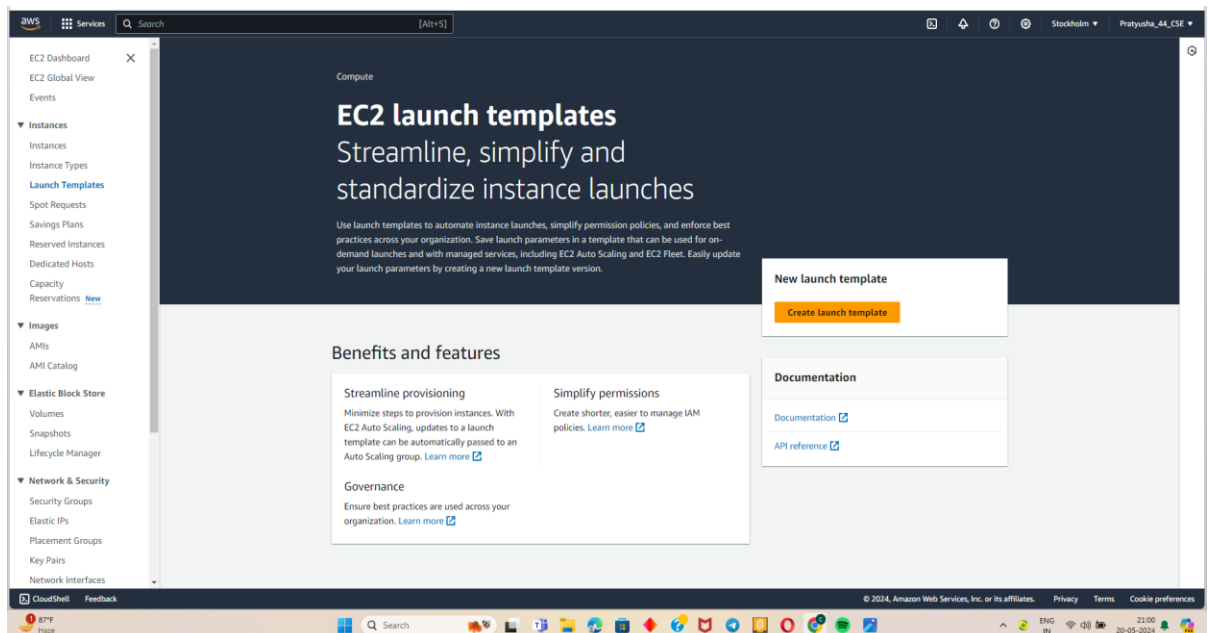 aws
Services
Search
[Alt+S]
Stockholm
Pratyusha_44_CSE
EC2 Dashboard
EC2 Global View
Events
Instances
Instances
Instance Types
Launch Templates
Spot Requests
Savings Plans
Reserved Instances
Dedicated Hosts
Capacity
Reservations New
Images
AMIs
AMI Catalog
Elastic Block Store
Volumes
Snapshots
Lifecycle Manager
Network & Security
Security Groups
Elastic IPs
Placement Groups
Key Pairs
Network Interfaces
Compute
EC2 launch templates
Streamline, simplify and
standardize instance launches
Use launch templates to automate instance launches, simplify permission policies, and enforce best
practices across your organization. Save launch parameters in a template that can be used for on-
demand launches and with managed services, including EC2 Auto Scaling and EC2 Fleet. Easily update
your launch parameters by creating a new launch template version.
New launch template
Create launch template
Benefits and features
Streamline provisioning
Minimize steps to provision instances. With
EC2 Auto Scaling, updates to a launch
template can be automatically passed to an
Auto Scaling group. Learn more
Simplify permissions
Create shorter, easier to manage IAM
policies. Learn more
Governance
Ensure best practices are used across your
organization. Learn more
Documentation
Documentation
API reference
CloudShell
Feedback
© 2024, Amazon Web Services, Inc. or its affiliates.
Privacy
Terms
Cookie preferences
1
87°F
Haze
Search
ENG
IN
21:00
20-05-2024